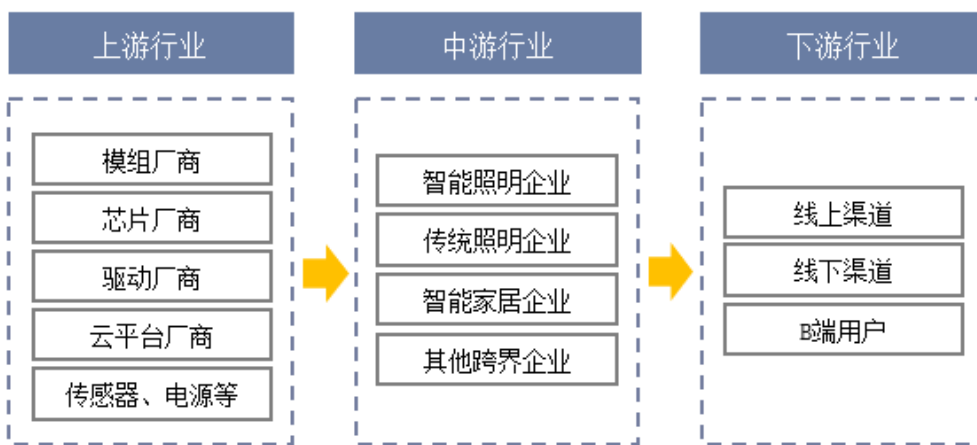 上游行业
中游行业
下游行业
模组厂商
芯片厂商
驱动厂商
云平台厂商
传感器、电源等
智能照明企业
传统照明企业
智能家居企业
其他跨界企业
线上渠道
线下渠道
B端用户